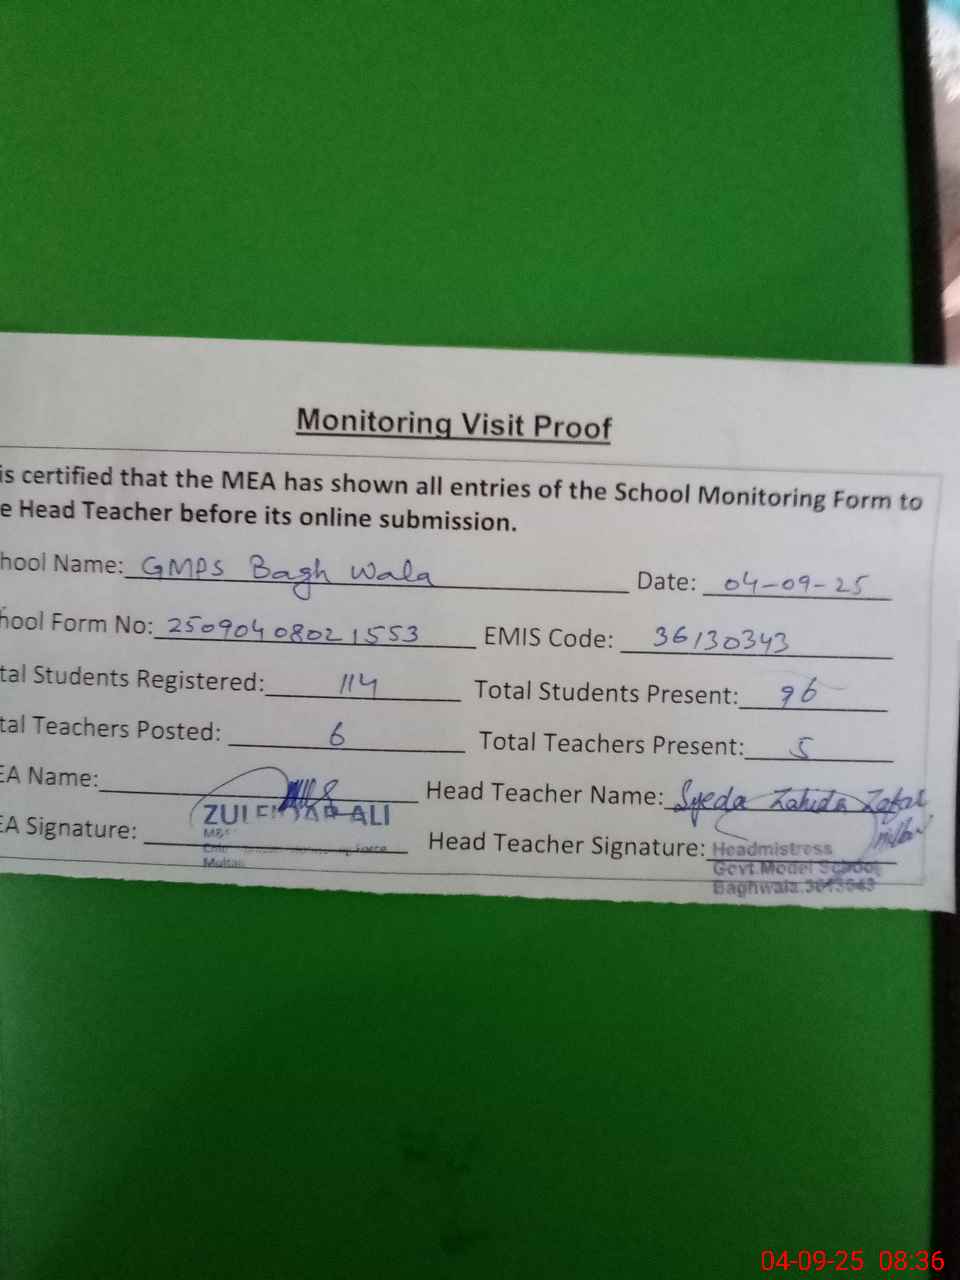 Monitoring Visit Proof
is certified that the MEA has shown all entries of the School Monitoring Form to
e Head Teacher before its online submission.
hool Name: GMPS Bagh Wala Date: 04-09-25
hool Form No: 2509040802 1553 EMIS Code: 36130343
tal Students Registered: 114 Total Students Present: 96
tal Teachers Posted: 6 Total Teachers Present: 5
EA Name: Head Teacher Name: Syeda Zahida Zafar
ALI
EA Signature: Head Teacher Signature: Headmistress
Multan
Govt.Model School
Baghwala
04-09-25 08:36